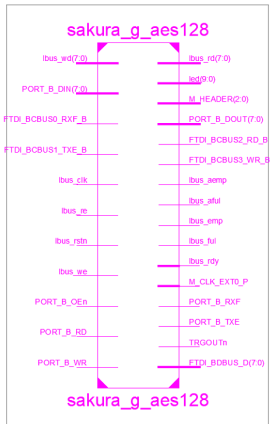 sakura_g_aes128
lbus_wd(7:0)
PORT_B_DIN(7:0)
FTDI_BCBUS0_RXF_B
FTDI_BCBUS1_TXE_B
lbus_clk
lbus_re
lbus_rstn
lbus_we
PORT_B_OEn
PORT_B_RD
PORT_B_WR
lbus_rd(7:0)
led(9:0)
M_HEADER(2:0)
PORT_B_DOUT(7:0)
FTDI_BCBUS2_RD_B
FTDI_BCBUS3_WR_B
lbus_aemp
lbus_aful
lbus_emp
lbus_ful
lbus_rdy
M_CLK_EXT0_P
PORT_B_RXF
PORT_B_TXE
TRGOUTn
FTDI_BDBUS_D(7:0)
sakura_g_aes128